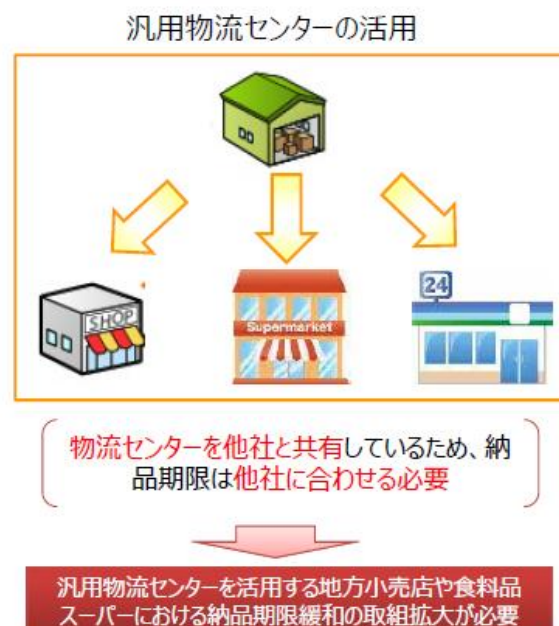 汎用物流センターの活用
SHOP
Supermarket
24
物流センターを他社と共有しているため、納
品期限は他社に合わせる必要
汎用物流センターを活用する地方小売店や食料品
スーパーにおける納品期限緩和の取組拡大が必要